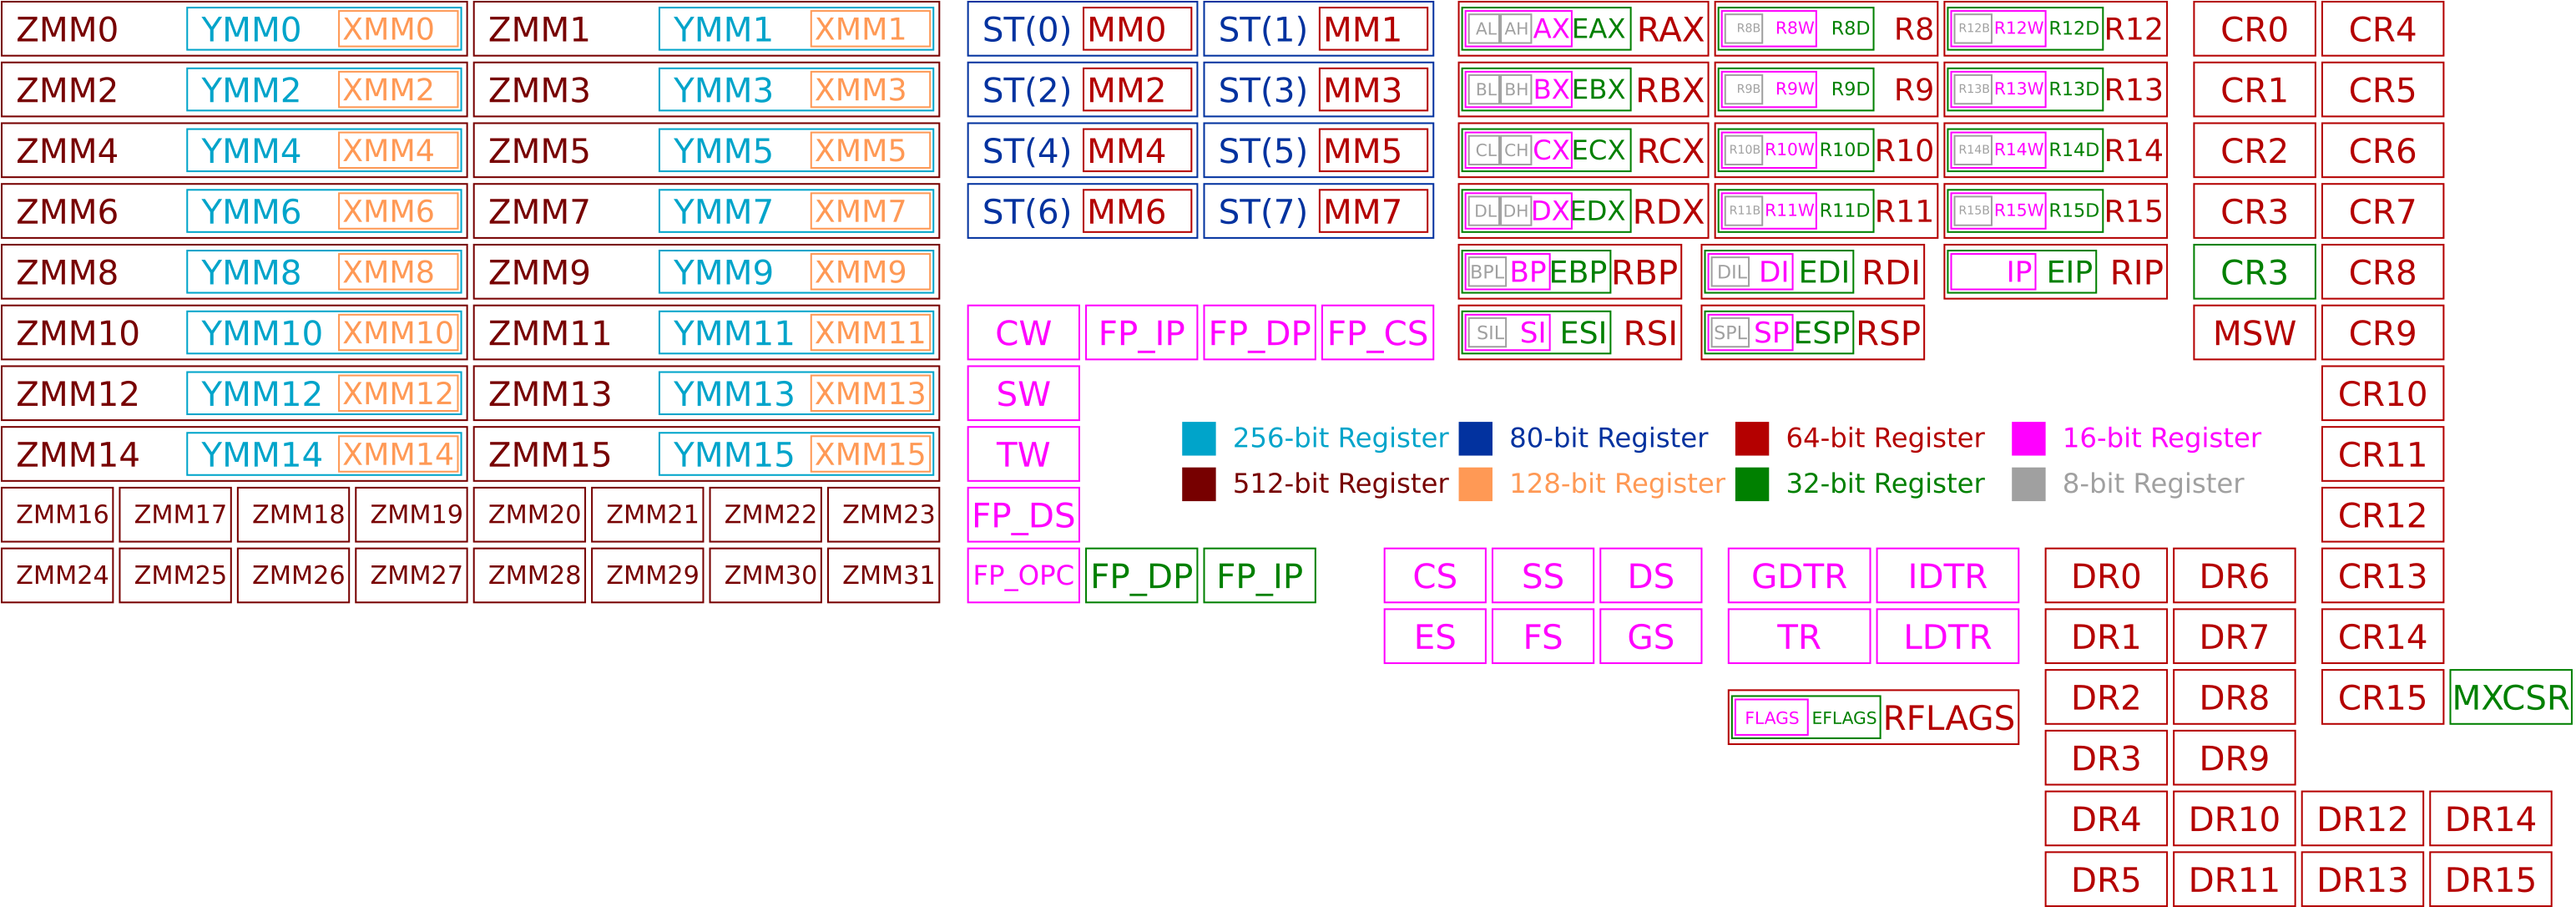 ZMM0 YMM0 XMM0 ZMM1 YMM1 XMM1 ST(0) MM0 ST(1) MM1 AL AH AX EAX RAX R8B R8W R8D R8 R12B R12W R12D R12 CR0 CR4
ZMM2 YMM2 XMM2 ZMM3 YMM3 XMM3 ST(2) MM2 ST(3) MM3 BL BH BX EBX RBX R9B R9W R9D R9 R13B R13W R13D R13 CR1 CR5
ZMM4 YMM4 XMM4 ZMM5 YMM5 XMM5 ST(4) MM4 ST(5) MM5 CL CH CX ECX RCX R10B R10W R10D R10 R14B R14W R14D R14 CR2 CR6
ZMM6 YMM6 XMM6 ZMM7 YMM7 XMM7 ST(6) MM6 ST(7) MM7 DL DH DX EDX RDX R11B R11W R11D R11 R15B R15W R15D R15 CR3 CR7
ZMM8 YMM8 XMM8 ZMM9 YMM9 XMM9 BPL BP EBP RBP DIL DI EDI RDI IP EIP RIP CR3 CR8
ZMM10 YMM10 XMM10 ZMM11 YMM11 XMM11 CW FP_IP FP_DP FP_CS SIL SI ESI RSI SPL SP ESP RSP MSW CR9
ZMM12 YMM12 XMM12 ZMM13 YMM13 XMM13 SW CR10
256-bit Register 80-bit Register 64-bit Register 16-bit Register
ZMM14 YMM14 XMM14 ZMM15 YMM15 XMM15 TW CR11
512-bit Register 128-bit Register 32-bit Register 8-bit Register
ZMM16 ZMM17 ZMM18 ZMM19 ZMM20 ZMM21 ZMM22 ZMM23 FP_DS CR12
ZMM24 ZMM25 ZMM26 ZMM27 ZMM28 ZMM29 ZMM30 ZMM31 FP_OPC FP_DP FP_IP CS SS DS GDTR IDTR DR0 DR6 CR13
ES FS GS TR LDTR DR1 DR7 CR14
FLAGS EFLAGS RFLAGS DR2 DR8 CR15 MXCSR
DR3 DR9
DR4 DR10 DR12 DR14
DR5 DR11 DR13 DR15